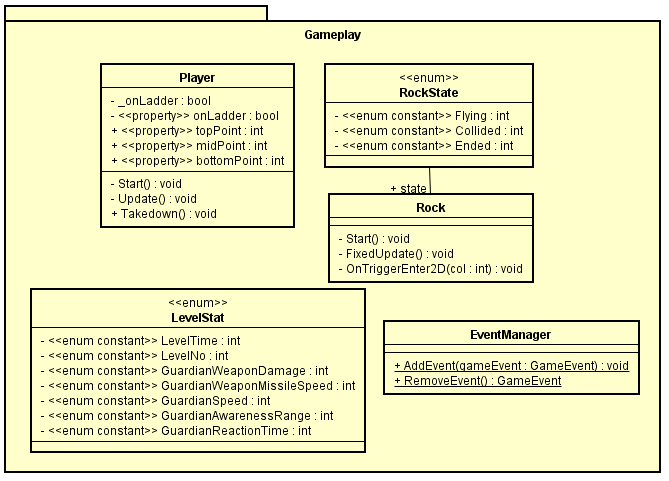 Gameplay
Player
- _onLadder : bool
- <<property>> onLadder : bool
+ <<property>> topPoint : int
+ <<property>> midPoint : int
+ <<property>> bottomPoint : int
- Start() : void
- Update() : void
+ Takedown() : void
<<enum>>
RockState
- <<enum constant>> Flying : int
- <<enum constant>> Collided : int
- <<enum constant>> Ended : int
+ state
Rock
- Start() : void
- FixedUpdate() : void
- OnTriggerEnter2D(col : int) : void
<<enum>>
LevelStat
- <<enum constant>> LevelTime : int
- <<enum constant>> LevelNo : int
- <<enum constant>> GuardianWeaponDamage : int
- <<enum constant>> GuardianWeaponMissileSpeed : int
- <<enum constant>> GuardianSpeed : int
- <<enum constant>> GuardianAwarenessRange : int
- <<enum constant>> GuardianReactionTime : int
EventManager
+ AddEvent(gameEvent : GameEvent) : void
+ RemoveEvent() : GameEvent